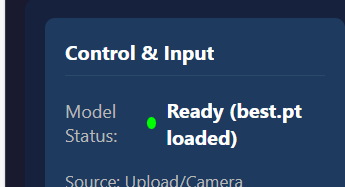 Control & Input
Model Status:
Ready (best.pt loaded)
Source: Upload/Camera